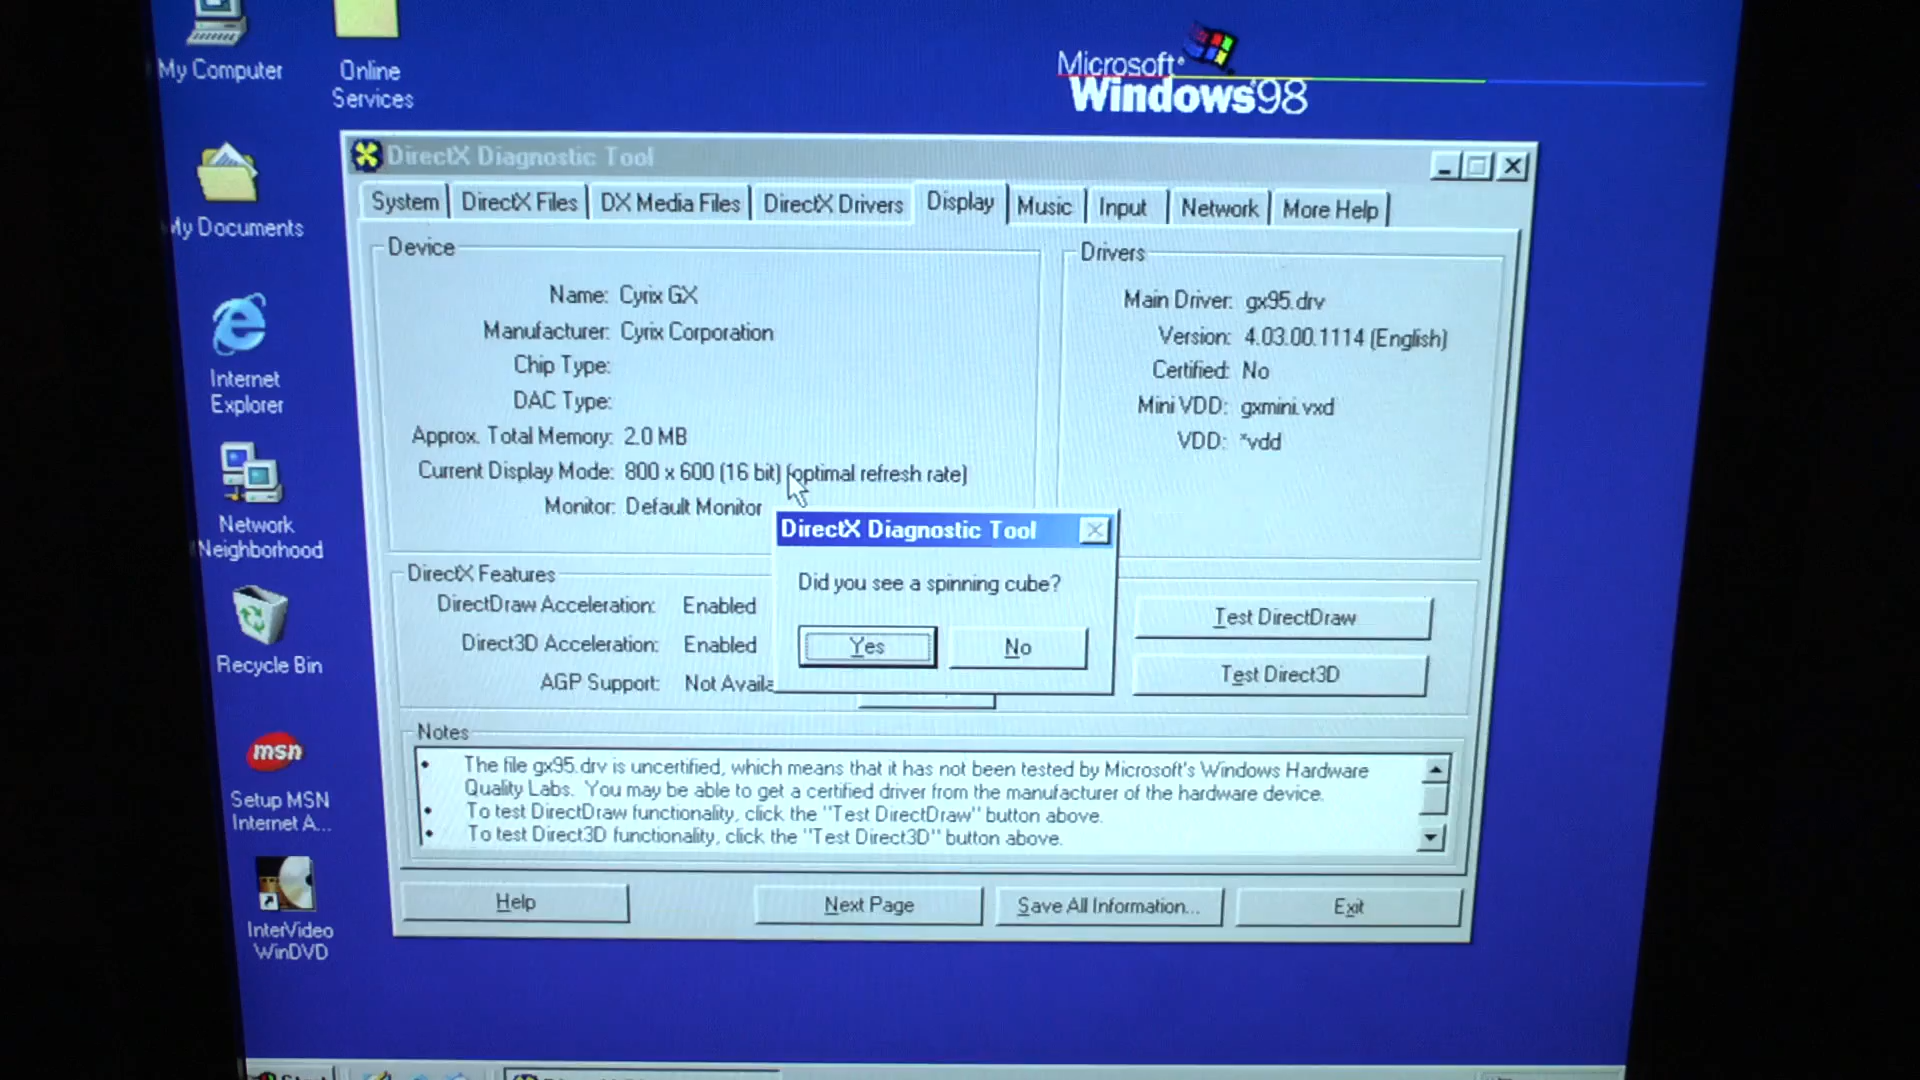 My Computer
Online
Services
Microsoft
Windows 98
My Documents
Internet
Explorer
Network
Neighborhood
Recycle Bin
msn
Setup MSN
Internet A...
InterVideo
WinDVD
DirectX Diagnostic Tool
System DirectX Files DX Media Files DirectX Drivers Display Music Input Network More Help
Device
Name: Cyrix GX
Manufacturer: Cyrix Corporation
Chip Type:
DAC Type:
Approx. Total Memory: 2.0 MB
Current Display Mode: 800 x 600 (16 bit) (optimal refresh rate)
Monitor: Default Monitor
Drivers
Main Driver: gx95.drv
Version: 4.03.00.1114 (English)
Certified: No
Mini VDD: gxmini.vxd
VDD: *vdd
DirectX Diagnostic Tool
Did you see a spinning cube?
Yes No
DirectX Features
DirectDraw Acceleration: Enabled
Direct3D Acceleration: Enabled
AGP Support: Not Availa
Test DirectDraw
Test Direct3D
Notes
• The file gx95.drv is uncertified, which means that it has not been tested by Microsoft's Windows Hardware
Quality Labs. You may be able to get a certified driver from the manufacturer of the hardware device.
• To test DirectDraw functionality, click the "Test DirectDraw" button above.
• To test Direct3D functionality, click the "Test Direct3D" button above.
Help Next Page Save All Information... Exit
Start